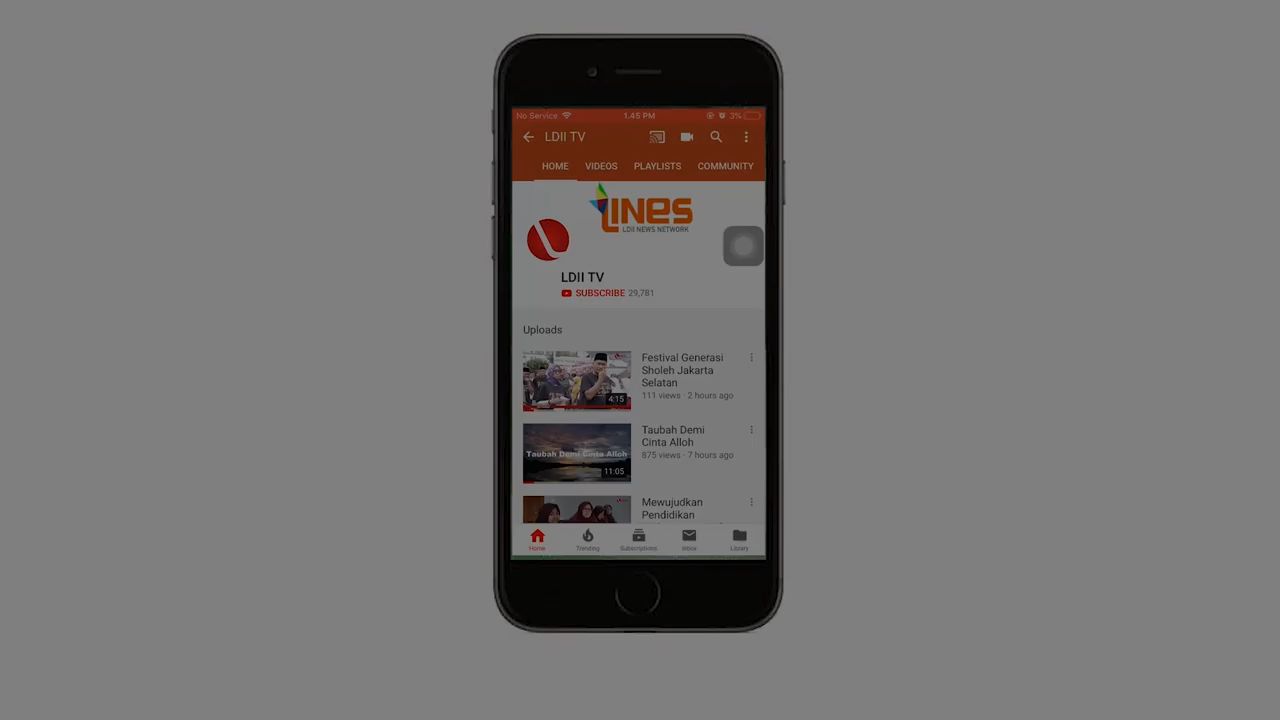 No Service 1.45 PM 3%
LDII TV
HOME VIDEOS PLAYLISTS COMMUNITY
LINES
LDII NEWS NETWORK
LDII TV
SUBSCRIBE 29,781
Uploads
Festival Generasi
Sholeh Jakarta
Selatan
111 views · 2 hours ago
4:15
Taubah Demi
Cinta Alloh
875 views · 7 hours ago
Taubah Demi Cinta Alloh
11:05
Mewujudkan
Pendidikan
Home Trending Subscriptions Inbox Library